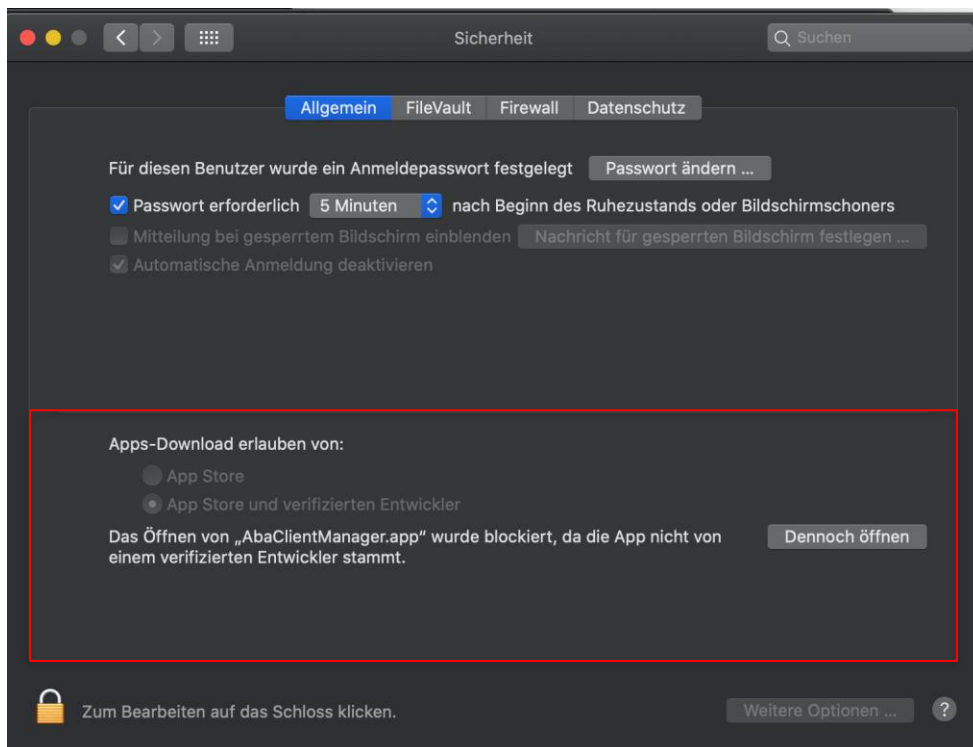 Sicherheit
Suchen
Allgemein FileVault Firewall Datenschutz
Für diesen Benutzer wurde ein Anmeldepasswort festgelegt Passwort ändern ...
Passwort erforderlich 5 Minuten nach Beginn des Ruhezustands oder Bildschirmschoners
Mitteilung bei gesperrtem Bildschirm einblenden Nachricht für gesperrten Bildschirm festlegen ...
Automatische Anmeldung deaktivieren
Apps-Download erlauben von:
App Store
App Store und verifizierten Entwickler
Das Öffnen von „AbaClientManager.app“ wurde blockiert, da die App nicht von
einem verifizierten Entwickler stammt.
Dennoch öffnen
Zum Bearbeiten auf das Schloss klicken.
Weitere Optionen ... ?